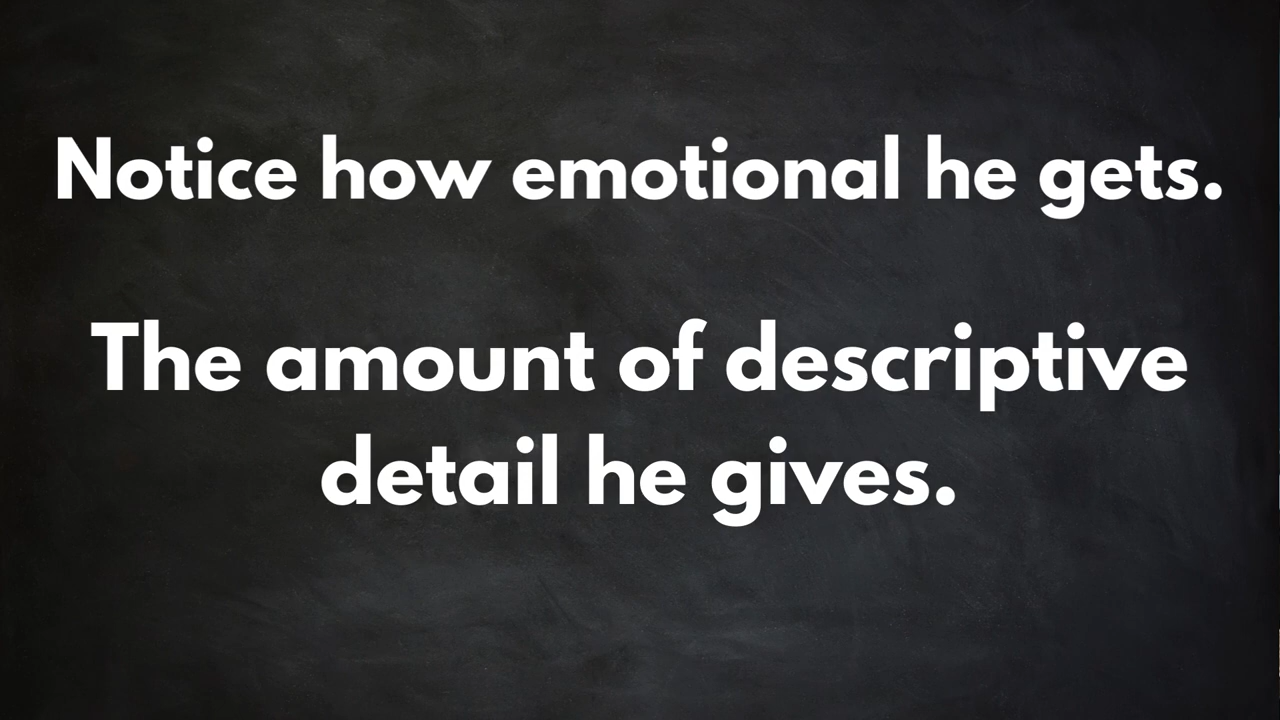 Notice how emotional he gets.
The amount of descriptive
detail he gives.